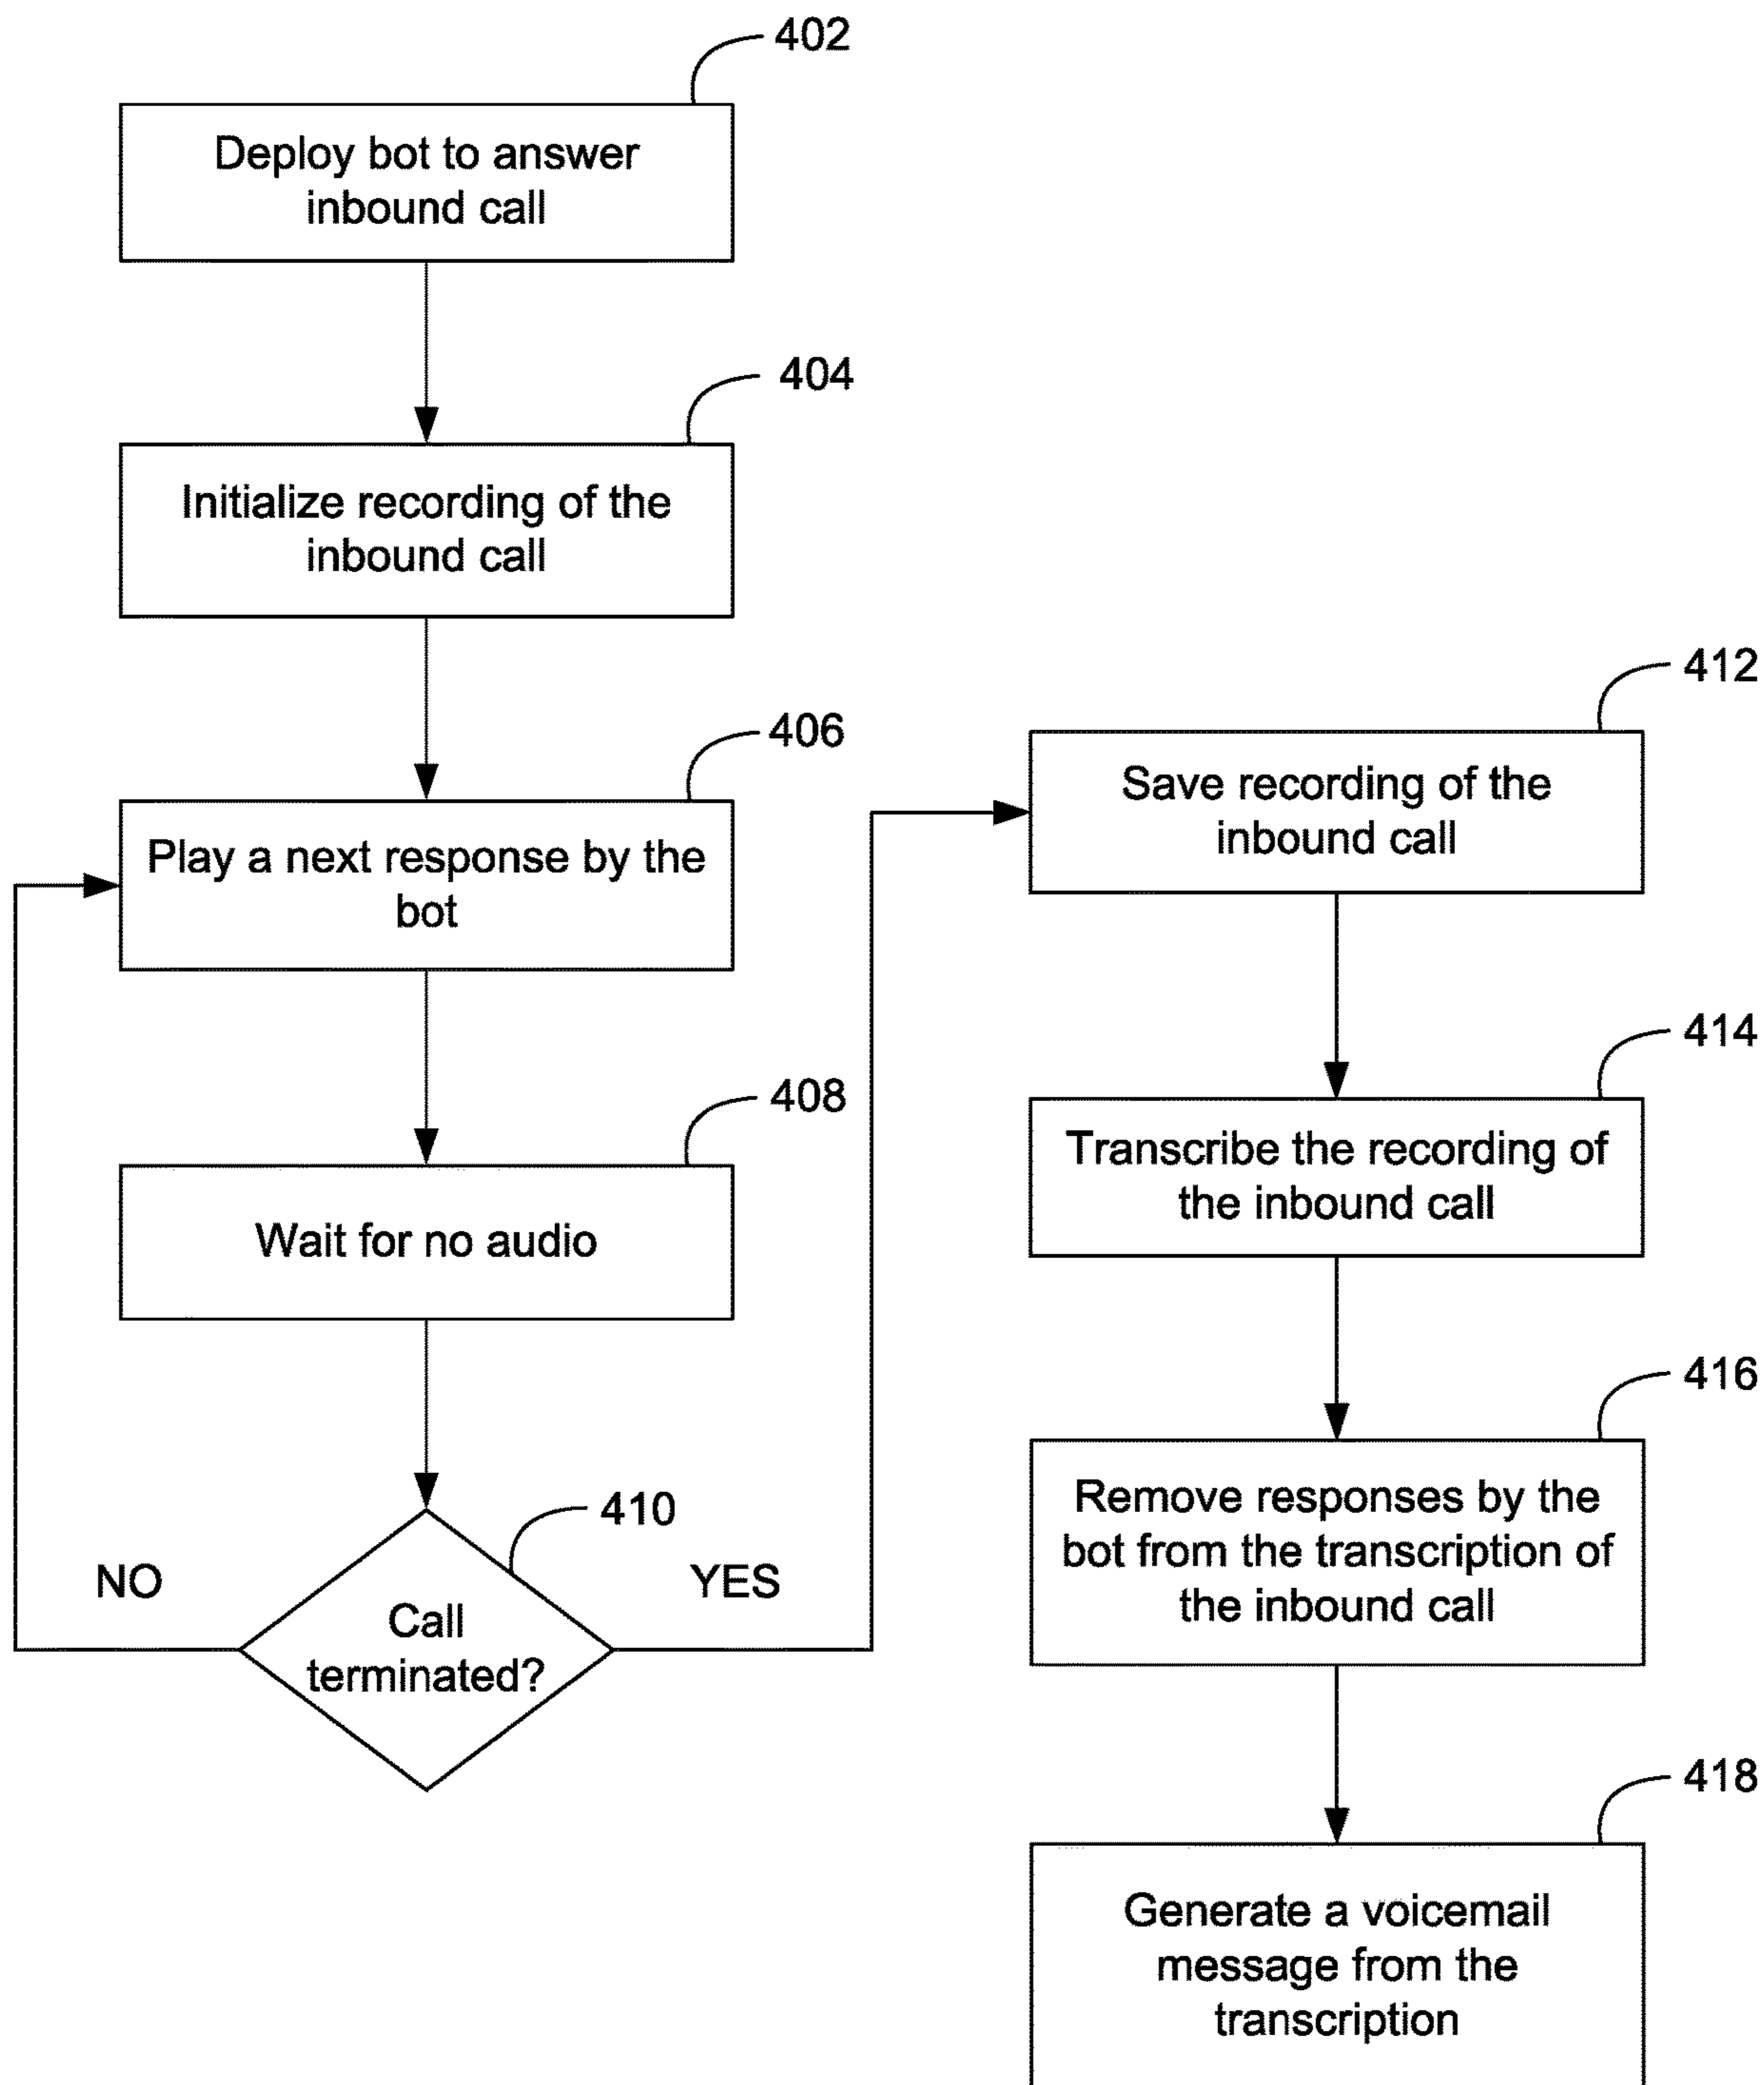 402
Deploy bot to answer
inbound call
404
Initialize recording of the
inbound call
406
Play a next response by the
bot
408
Wait for no audio
410
NO
YES
Call
terminated?
412
Save recording of the
inbound call
414
Transcribe the recording of
the inbound call
416
Remove responses by the
bot from the transcription of
the inbound call
418
Generate a voicemail
message from the
transcription